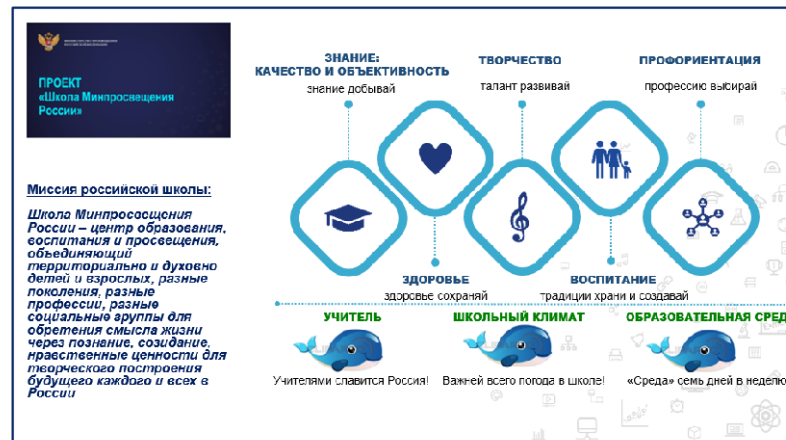 ПРОЕКТ
«Школа Минпросвещения
России»
Миссия российской школы:
Школа Минпросвещения
России – центр образования,
воспитания и просвещения,
объединяющий
территориально и духовно
детей и взрослых, разные
поколения, разные
профессии, разные
социальные группы для
обретения смысла жизни
через познание, созидание,
нравственные ценности для
творческого построения
будущего каждого и всех в
России
ЗНАНИЕ:
КАЧЕСТВО И ОБЪЕКТИВНОСТЬ
знание добывай
ТВОРЧЕСТВО
талант развивай
ПРОФОРИЕНТАЦИЯ
профессию выбирай
ЗДОРОВЬЕ
здоровье сохраняй
ВОСПИТАНИЕ
традиции храни и создавай
УЧИТЕЛЬ
Учителями славится Россия!
ШКОЛЬНЫЙ КЛИМАТ
Важней всего погода в школе!
ОБРАЗОВАТЕЛЬНАЯ СРЕД
«Среда» семь дней в неделю